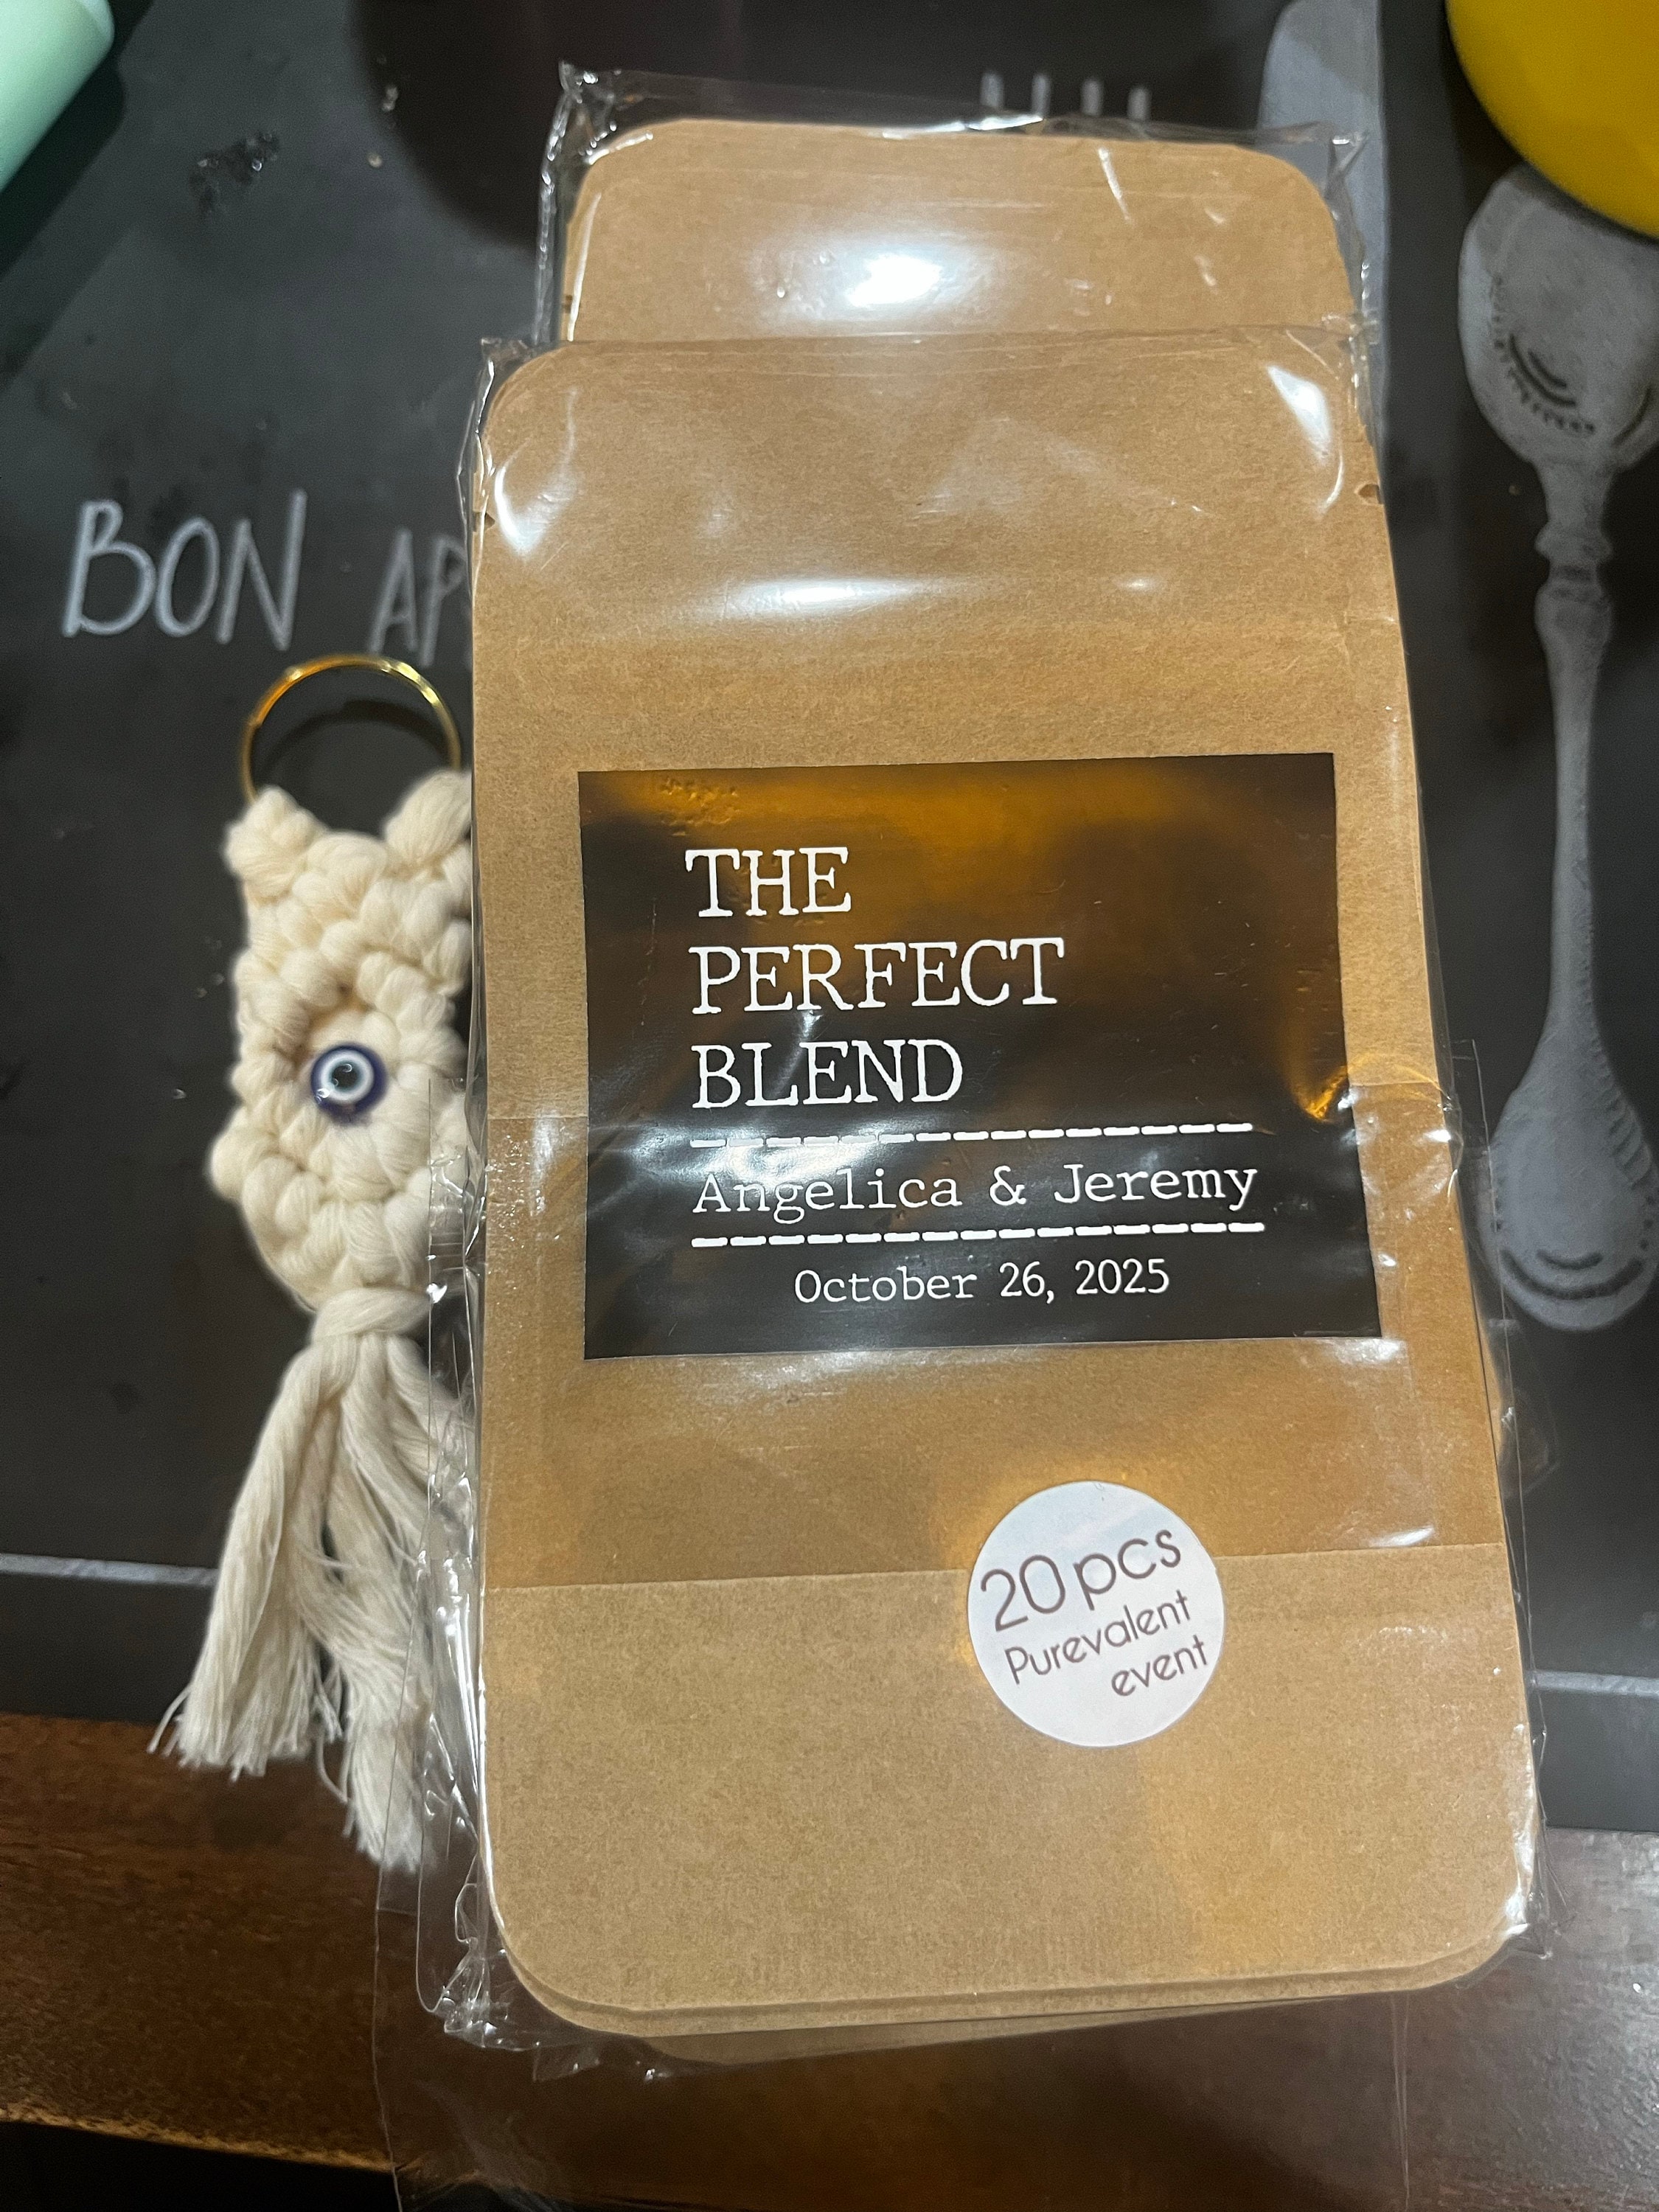 BON AP
THE
PERFECT
BLEND
Angelica & Jeremy
October 26, 2025
20 pcs
Purevalent
event